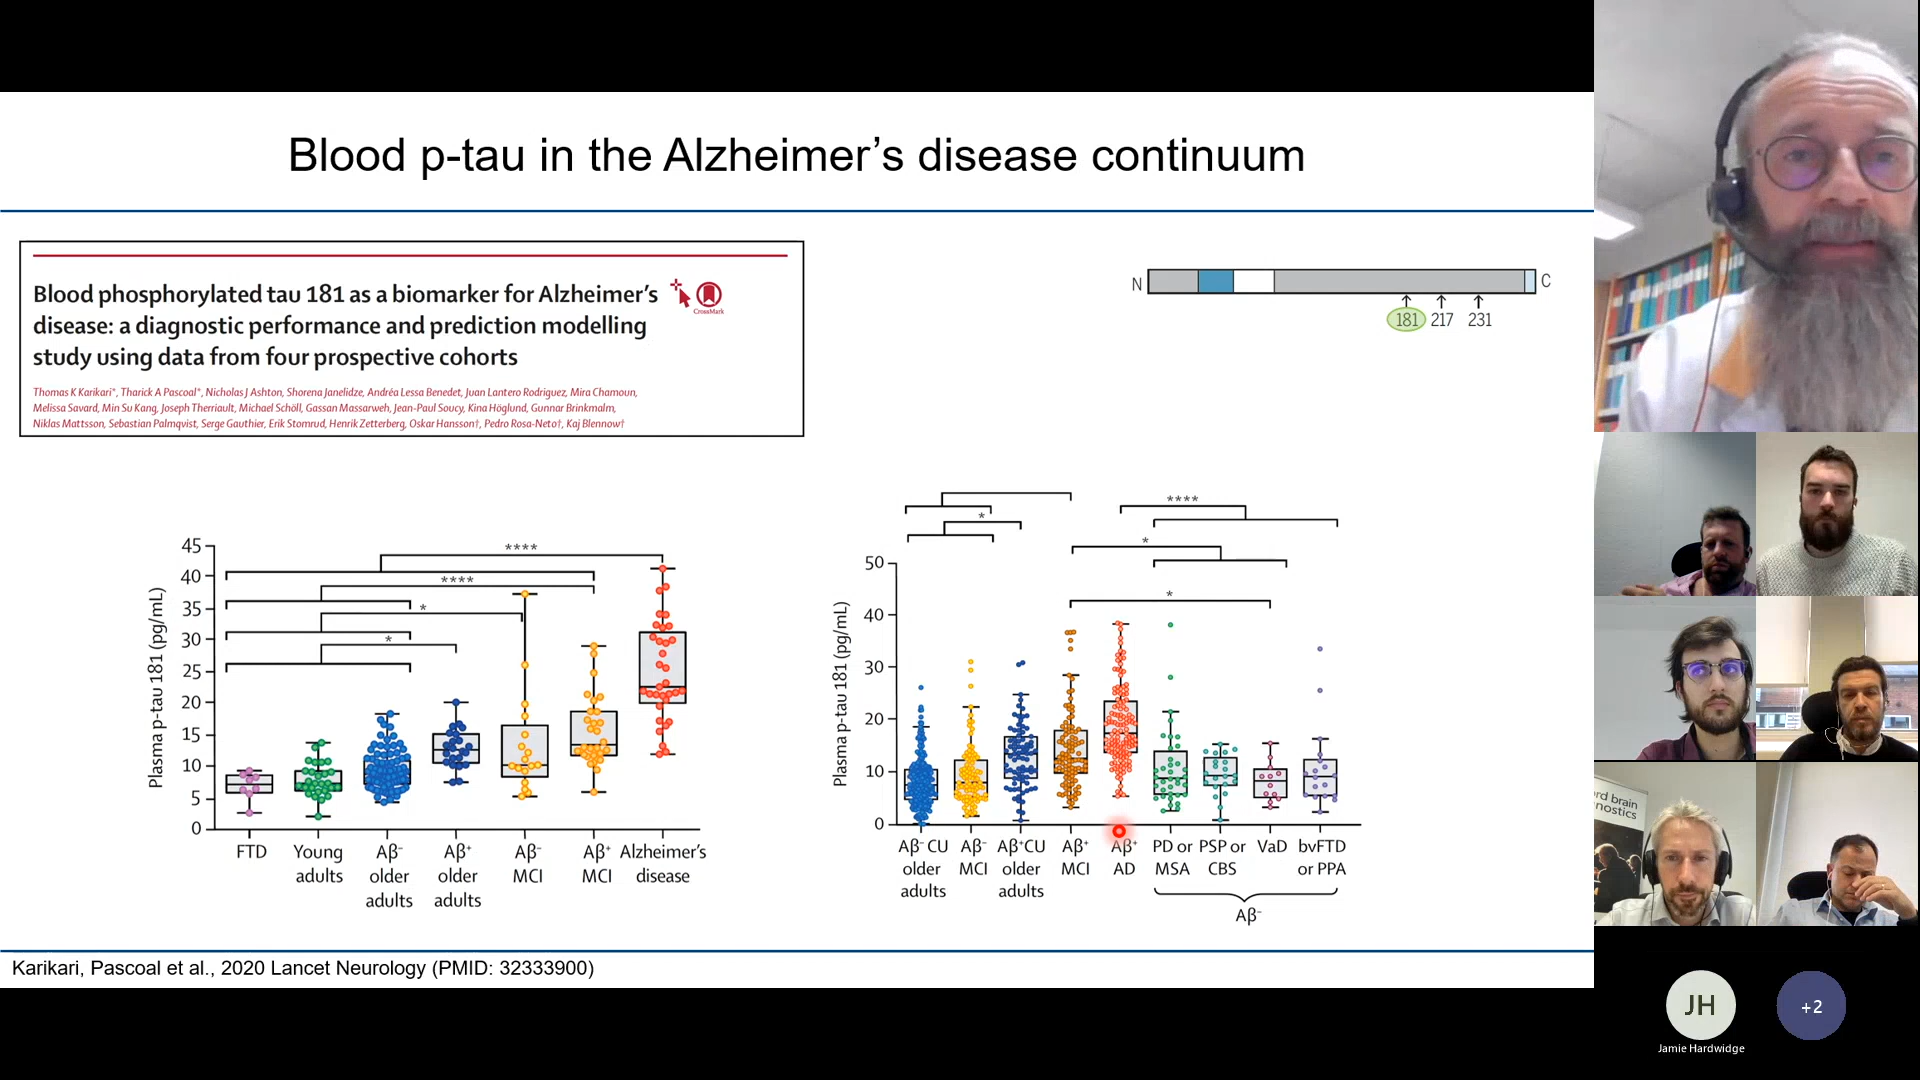 Blood p-tau in the Alzheimer’s disease continuum
Blood phosphorylated tau 181 as a biomarker for Alzheimer’s
disease: a diagnostic performance and prediction modelling
study using data from four prospective cohorts
CrossMark
Thomas K Karikari*, Tharick A Pascoal*, Nicholas J Ashton, Shorena Janelidze, Andréa Lessa Benedet, Juan Lantero Rodriguez, Mira Chamoun,
Melissa Savard, Min Su Kang, Joseph Therriault, Michael Schöll, Gassan Massarweh, Jean-Paul Soucy, Kina Höglund, Gunnar Brinkmalm,
Niklas Mattsson, Sebastian Palmqvist, Serge Gauthier, Erik Stomrud, Henrik Zetterberg, Oskar Hansson†, Pedro Rosa-Neto†, Kaj Blennow†
N C
181 217 231
Plasma p-tau 181 (pg/mL)
45
40
35
30
25
20
15
10
5
0
****
****
*
*
FTD
Young
adults
Aβ⁻
older
adults
Aβ⁺
older
adults
Aβ⁻
MCI
Aβ⁺
MCI
Alzheimer’s
disease
Plasma p-tau 181 (pg/mL)
50
40
30
20
10
0
****
*
*
*
Aβ⁻ CU
older
adults
Aβ⁻
MCI
Aβ⁺CU
older
adults
Aβ⁺
MCI
Aβ⁺
AD
PD or
MSA
PSP or
CBS
VaD
bvFTD
or PPA
Aβ⁻
Karikari, Pascoal et al., 2020 Lancet Neurology (PMID: 32333900)
rd brain
nostics
JH
+2
Jamie Hardwidge